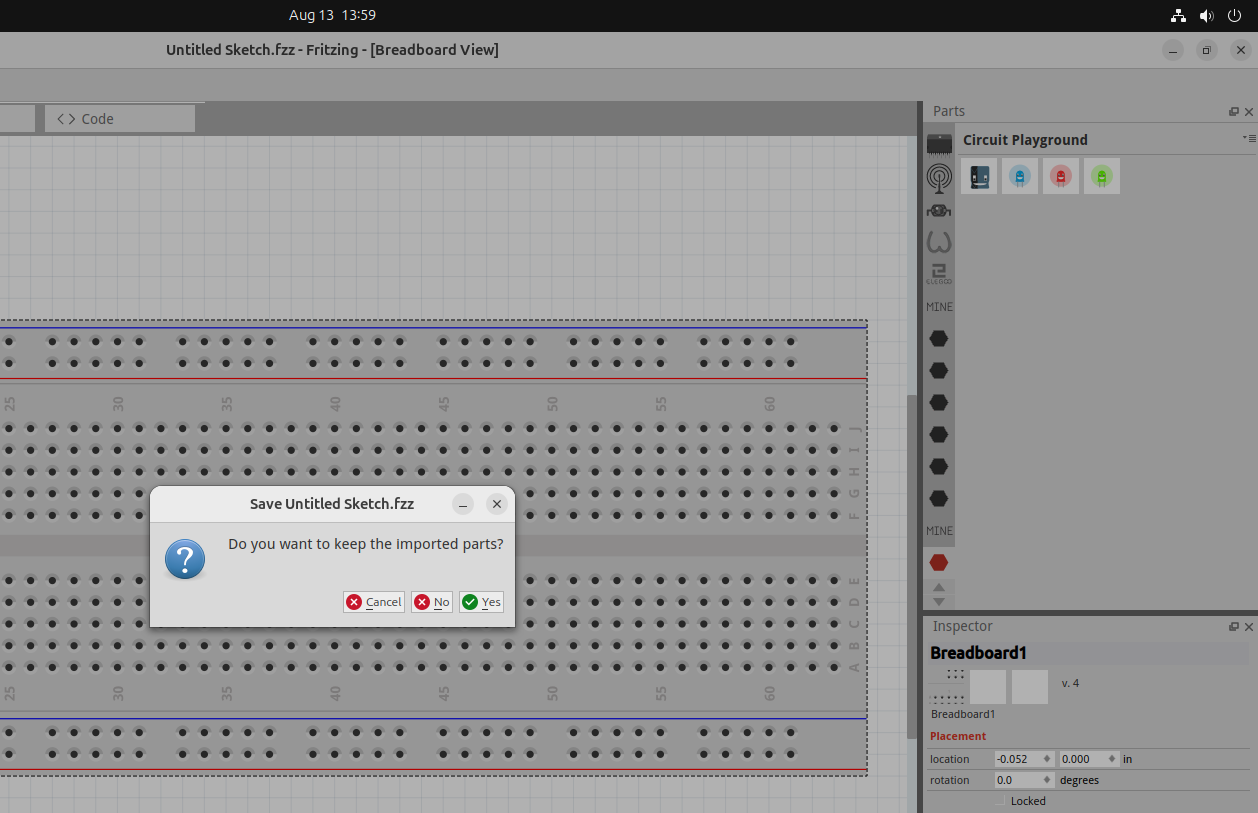 Aug 13 13:59
Untitled Sketch.fzz - Fritzing - [Breadboard View]
Code
Parts
Circuit Playground
MINE
25 30 35 40 45 50 55 60
J
I
H
G
F
Save Untitled Sketch.fzz
Do you want to keep the imported parts?
Cancel No Yes
MINE
E
D
C
B
A
25 30 35 40 45 50 55 60
Inspector
Breadboard1
v. 4
Breadboard1
Placement
location -0.052 0.000 in
rotation 0.0 degrees
Locked